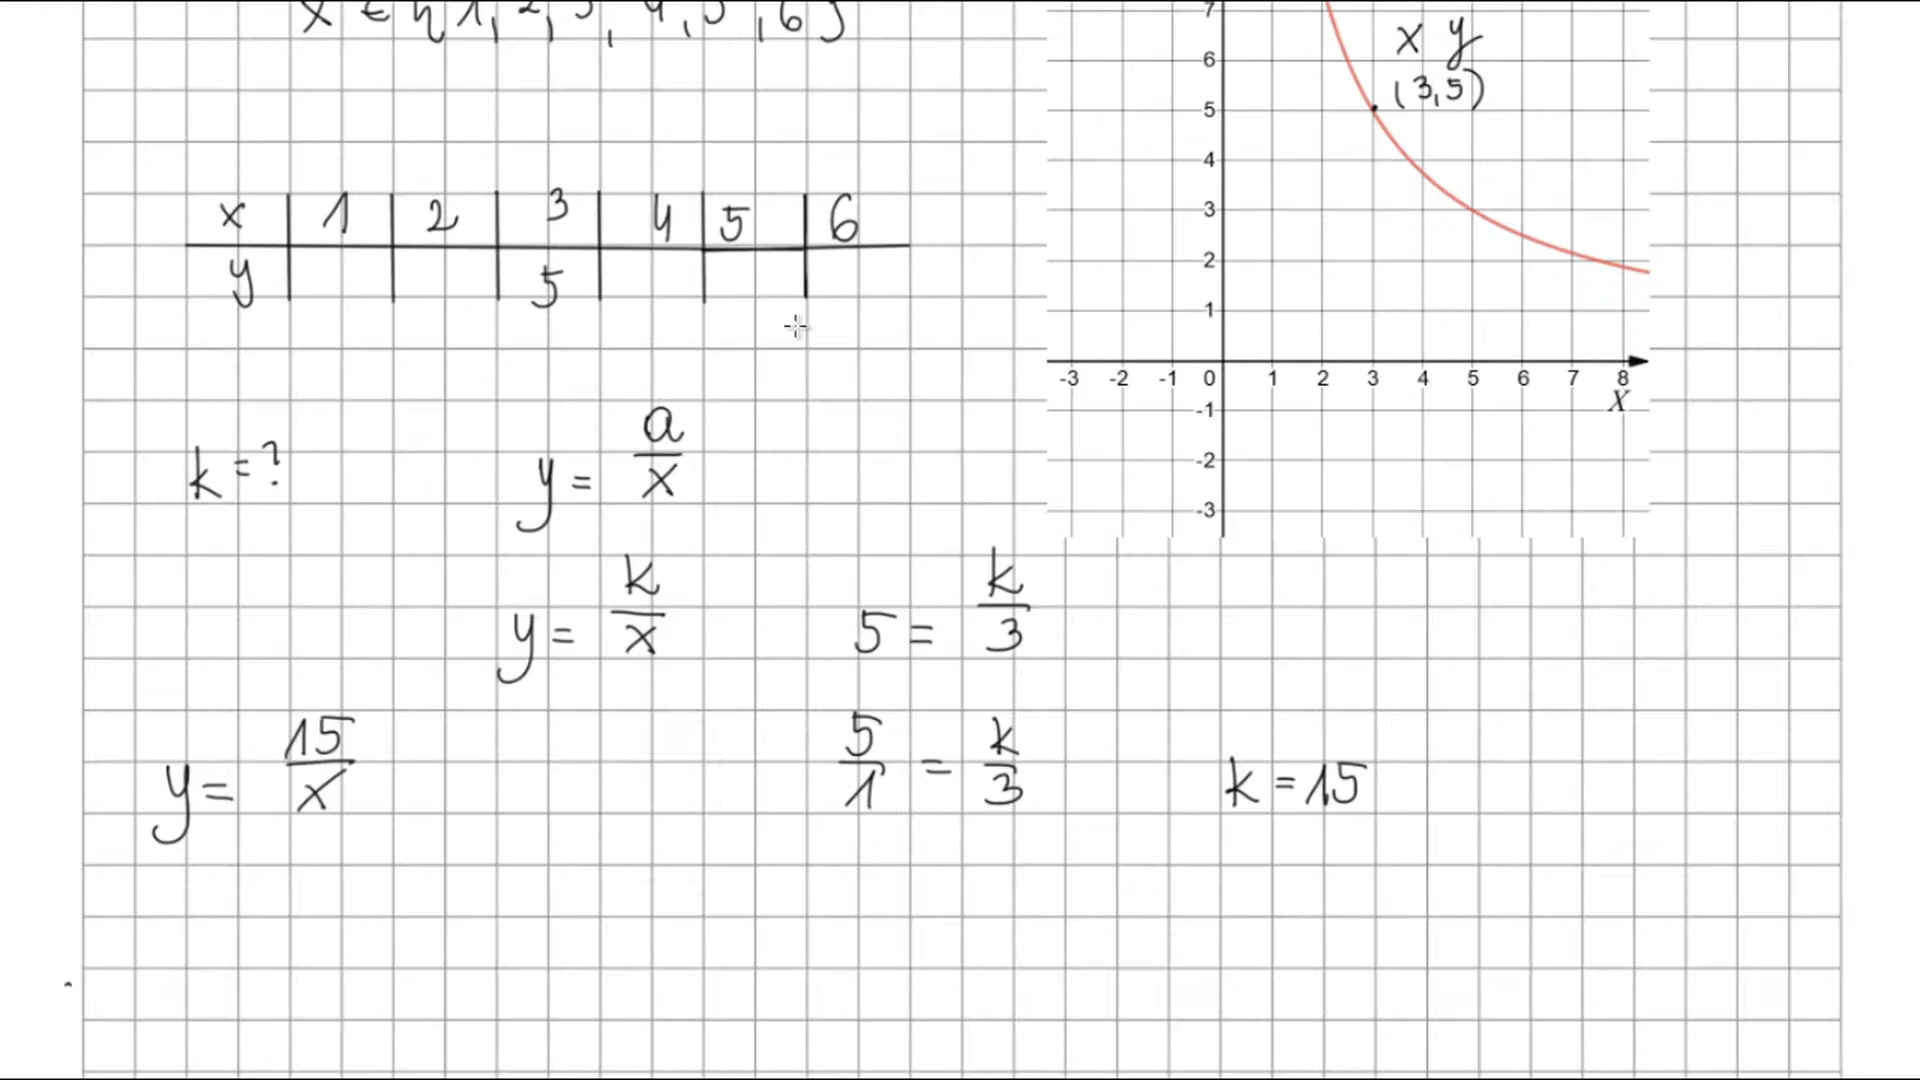 x ∈ {1, 2, 3, 4, 5, 6}
x 1 2 3 4 5 6
y 5
k = ?
y = a/x
y = k/x
5 = k/3
y = 15/x
5/1 = k/3
k = 15
7
x y
6
(3,5)
5
4
3
2
1
-3 -2 -1 0 1 2 3 4 5 6 7 8
X
-1
-2
-3